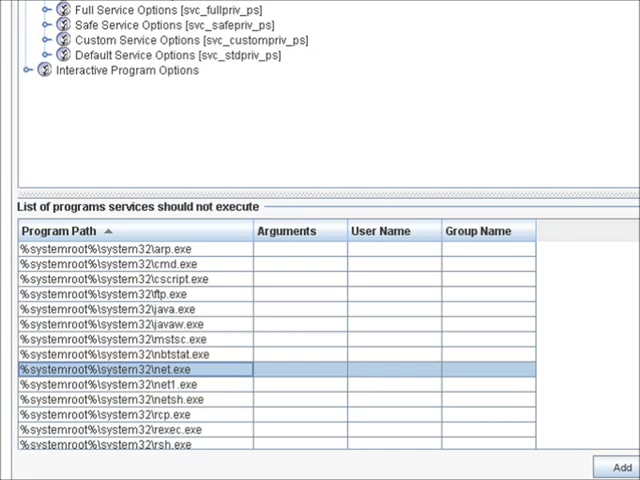 Full Service Options [svc_fullpriv_ps]
Safe Service Options [svc_safepriv_ps]
Custom Service Options [svc_custompriv_ps]
Default Service Options [svc_stdpriv_ps]
Interactive Program Options
List of programs services should not execute
Program Path Arguments User Name Group Name
%systemroot%\system32\arp.exe
%systemroot%\system32\cmd.exe
%systemroot%\system32\cscript.exe
%systemroot%\system32\ftp.exe
%systemroot%\system32\java.exe
%systemroot%\system32\javaw.exe
%systemroot%\system32\mstsc.exe
%systemroot%\system32\nbtstat.exe
%systemroot%\system32\net.exe
%systemroot%\system32\net1.exe
%systemroot%\system32\netsh.exe
%systemroot%\system32\rcp.exe
%systemroot%\system32\rexec.exe
%systemroot%\system32\rsh.exe
Add